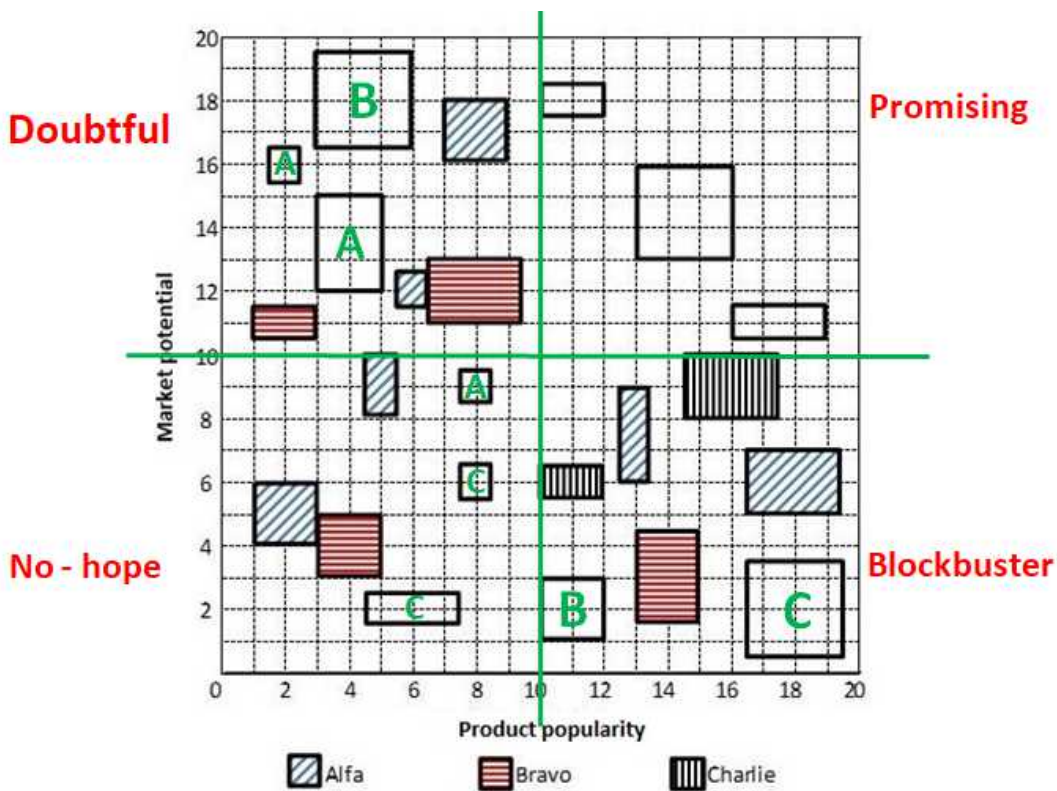 20
Doubtful
B
18
Promising
A
16
A
14
12
Market potential
10
A
8
C
6
No - hope
4
C
B
C
Blockbuster
2
0 2 4 6 8 10 12 14 16 18 20
Product popularity
Alfa Bravo Charlie